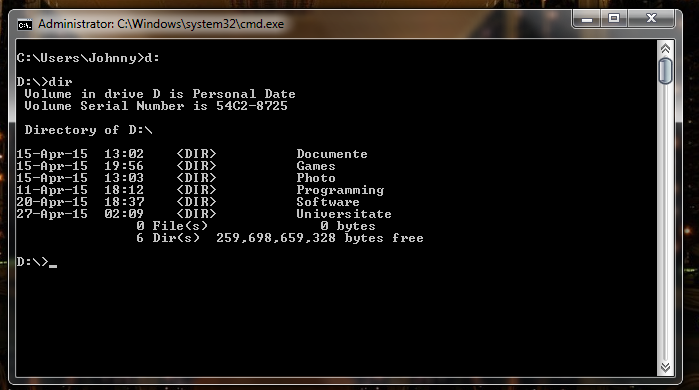 Administrator: C:\Windows\system32\cmd.exe
C:\Users\Johnny>d:
D:\>dir
 Volume in drive D is Personal Date
 Volume Serial Number is 54C2-8725
 Directory of D:\
15-Apr-15  13:02    <DIR>          Documente
15-Apr-15  19:56    <DIR>          Games
15-Apr-15  13:03    <DIR>          Photo
11-Apr-15  18:12    <DIR>          Programming
20-Apr-15  18:37    <DIR>          Software
27-Apr-15  02:09    <DIR>          Universitate
               0 File(s)              0 bytes
               6 Dir(s)  259,698,659,328 bytes free
D:\>_